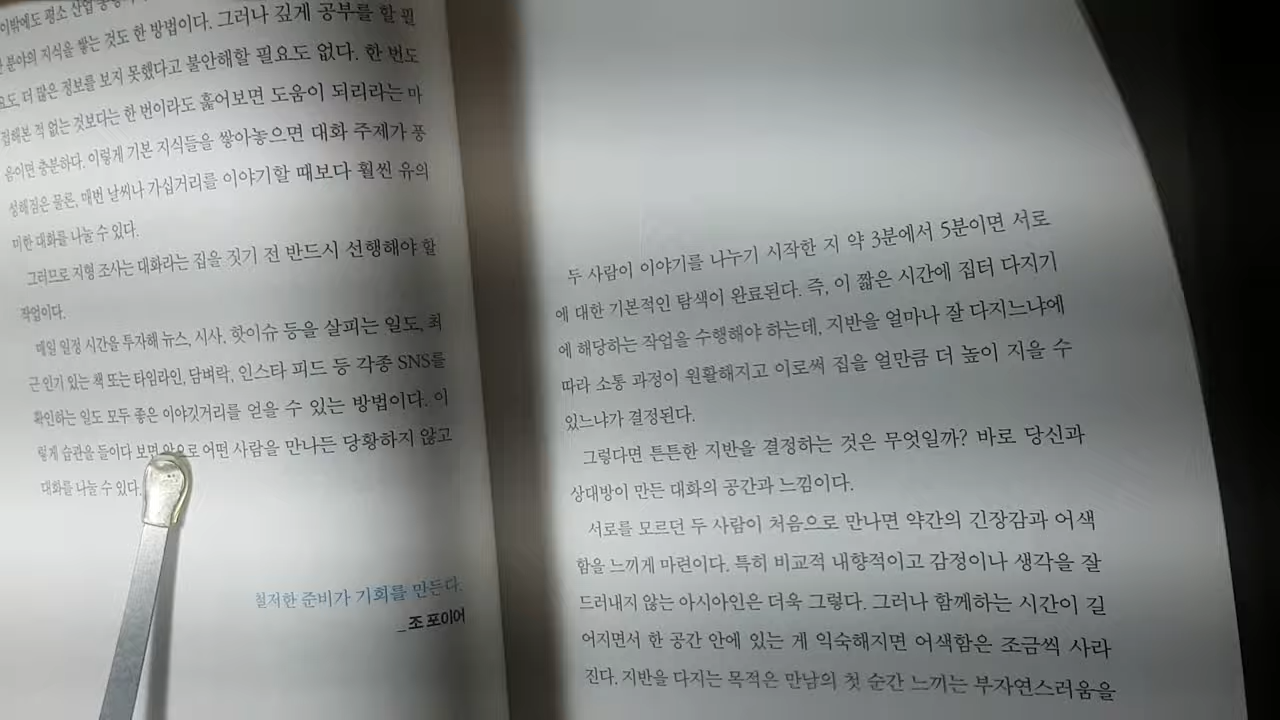 이밖에도 평소 산업
분야의 지식을 쌓는 것도 한 방법이다. 그러나 깊게 공부를 할 필
요도 더 많은 정보를 보지 못했다고 불안해할 필요도 없다. 한 번도
접해본 적 없는 것보다는 한 번이라도 훑어보면 도움이 되리라는 마
음이면 충분하다. 이렇게 기본 지식들을 쌓아놓으면 대화 주제가 풍
성해짐은 물론, 매번 날씨나 가십거리를 이야기할 때보다 훨씬 유의
미한 대화를 나눌 수 있다.
그러므로 지형 조사는 대화라는 집을 짓기 전 반드시 선행해야 할
작업이다.
매일 일정 시간을 투자해 뉴스, 시사, 핫이슈 등을 살피는 일도, 최
근 인기 있는 책 또는 타임라인, 담벼락, 인스타 피드 등 각종 SNS를
확인하는 일도 모두 좋은 이야깃거리를 얻을 수 있는 방법이다. 이
렇게 습관을 들이다 보면 앞으로 어떤 사람을 만나든 당황하지 않고
대화를 나눌 수 있다.
철저한 준비가 기회를 만든다.
_조 포이어
두 사람이 이야기를 나누기 시작한 지 약 3분에서 5분이면 서로
에 대한 기본적인 탐색이 완료된다. 즉, 이 짧은 시간에 집터 다지기
에 해당하는 작업을 수행해야 하는데, 지반을 얼마나 잘 다지느냐에
따라 소통 과정이 원활해지고 이로써 집을 얼만큼 더 높이 지을 수
있느냐가 결정된다.
그렇다면 튼튼한 지반을 결정하는 것은 무엇일까? 바로 당신과
상대방이 만든 대화의 공간과 느낌이다.
서로를 모르던 두 사람이 처음으로 만나면 약간의 긴장감과 어색
함을 느끼게 마련이다. 특히 비교적 내향적이고 감정이나 생각을 잘
드러내지 않는 아시아인은 더욱 그렇다. 그러나 함께하는 시간이 길
어지면서 한 공간 안에 있는 게 익숙해지면 어색함은 조금씩 사라
진다. 지반을 다지는 목적은 만남의 첫 순간 느끼는 부자연스러움을